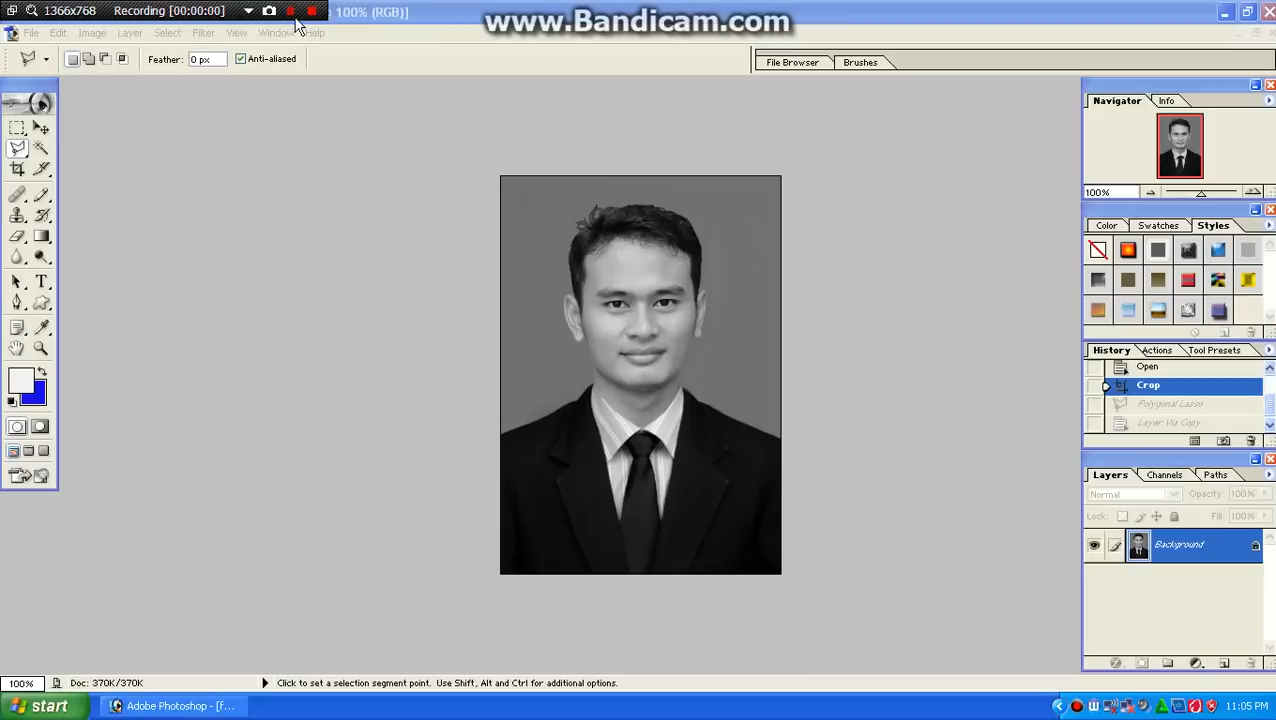 1366x768 Recording [00:00:00]
100% (RGB)]
www.Bandicam.com
File Edit Image Layer Select Filter View Window Help
Feather: 0 px Anti-aliased
File Browser Brushes
Navigator Info
100%
Color Swatches Styles
History Actions Tool Presets
Open
Crop
Polygonal Lasso
Layer Via Copy
Layers Channels Paths
Normal Opacity: 100%
Lock: Fill: 100%
Background
100% Doc: 370K/370K Click to set a selection segment point. Use Shift, Alt and Ctrl for additional options.
start Adobe Photoshop - [f... 11:05 PM